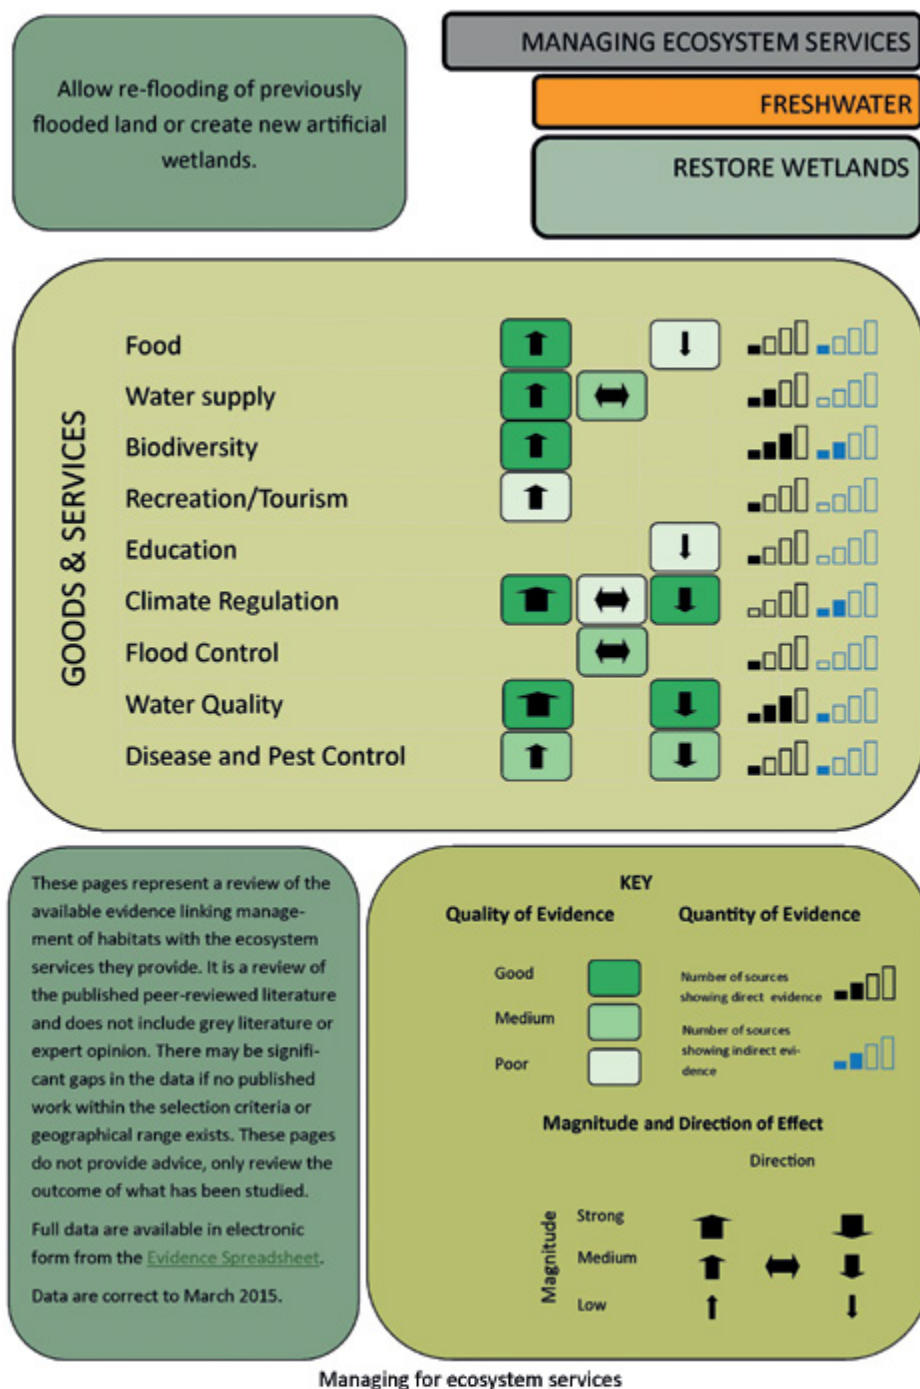 Allow re-flooding of previously
flooded land or create new artificial
wetlands.
MANAGING ECOSYSTEM SERVICES
FRESHWATER
RESTORE WETLANDS
GOODS & SERVICES
Food
Water supply
Biodiversity
Recreation/Tourism
Education
Climate Regulation
Flood Control
Water Quality
Disease and Pest Control
These pages represent a review of the
available evidence linking manage-
ment of habitats with the ecosystem
services they provide. It is a review of
the published peer-reviewed literature
and does not include grey literature or
expert opinion. There may be signifi-
cant gaps in the data if no published
work within the selection criteria or
geographical range exists. These pages
do not provide advice, only review the
outcome of what has been studied.
Full data are available in electronic
form from the Evidence Spreadsheet.
Data are correct to March 2015.
KEY
Quality of Evidence
Good
Medium
Poor
Quantity of Evidence
Number of sources
showing direct evidence
Number of sources
showing indirect evi-
dence
Magnitude and Direction of Effect
Direction
Magnitude
Strong
Medium
Low
Managing for ecosystem services